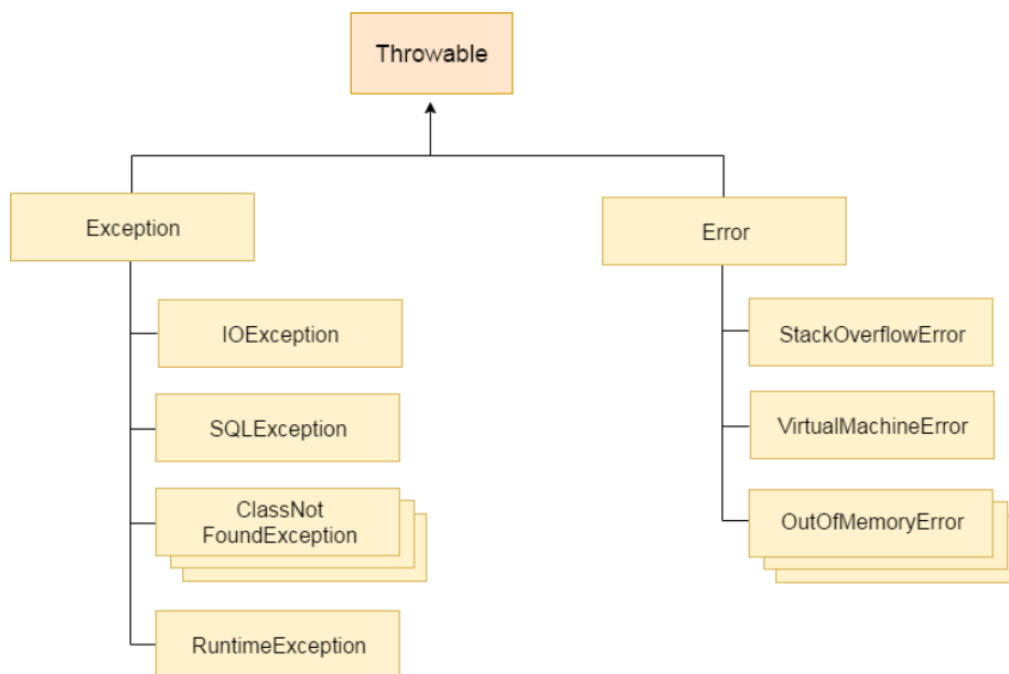 Throwable
Exception
Error
IOException
StackOverflowError
SQLException
VirtualMachineError
ClassNot
FoundException
OutOfMemoryError
RuntimeException